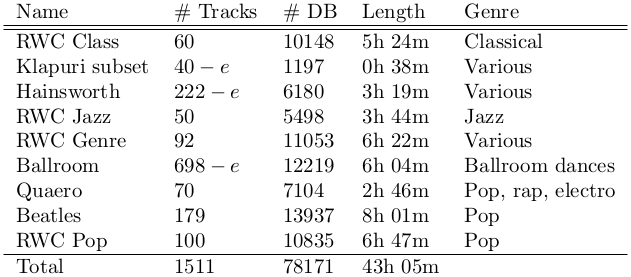 Name # Tracks # DB Length Genre
RWC Class 60 10148 5h 24m Classical
Klapuri subset 40 − e 1197 0h 38m Various
Hainsworth 222 − e 6180 3h 19m Various
RWC Jazz 50 5498 3h 44m Jazz
RWC Genre 92 11053 6h 22m Various
Ballroom 698 − e 12219 6h 04m Ballroom dances
Quaero 70 7104 2h 46m Pop, rap, electro
Beatles 179 13937 8h 01m Pop
RWC Pop 100 10835 6h 47m Pop
Total 1511 78171 43h 05m